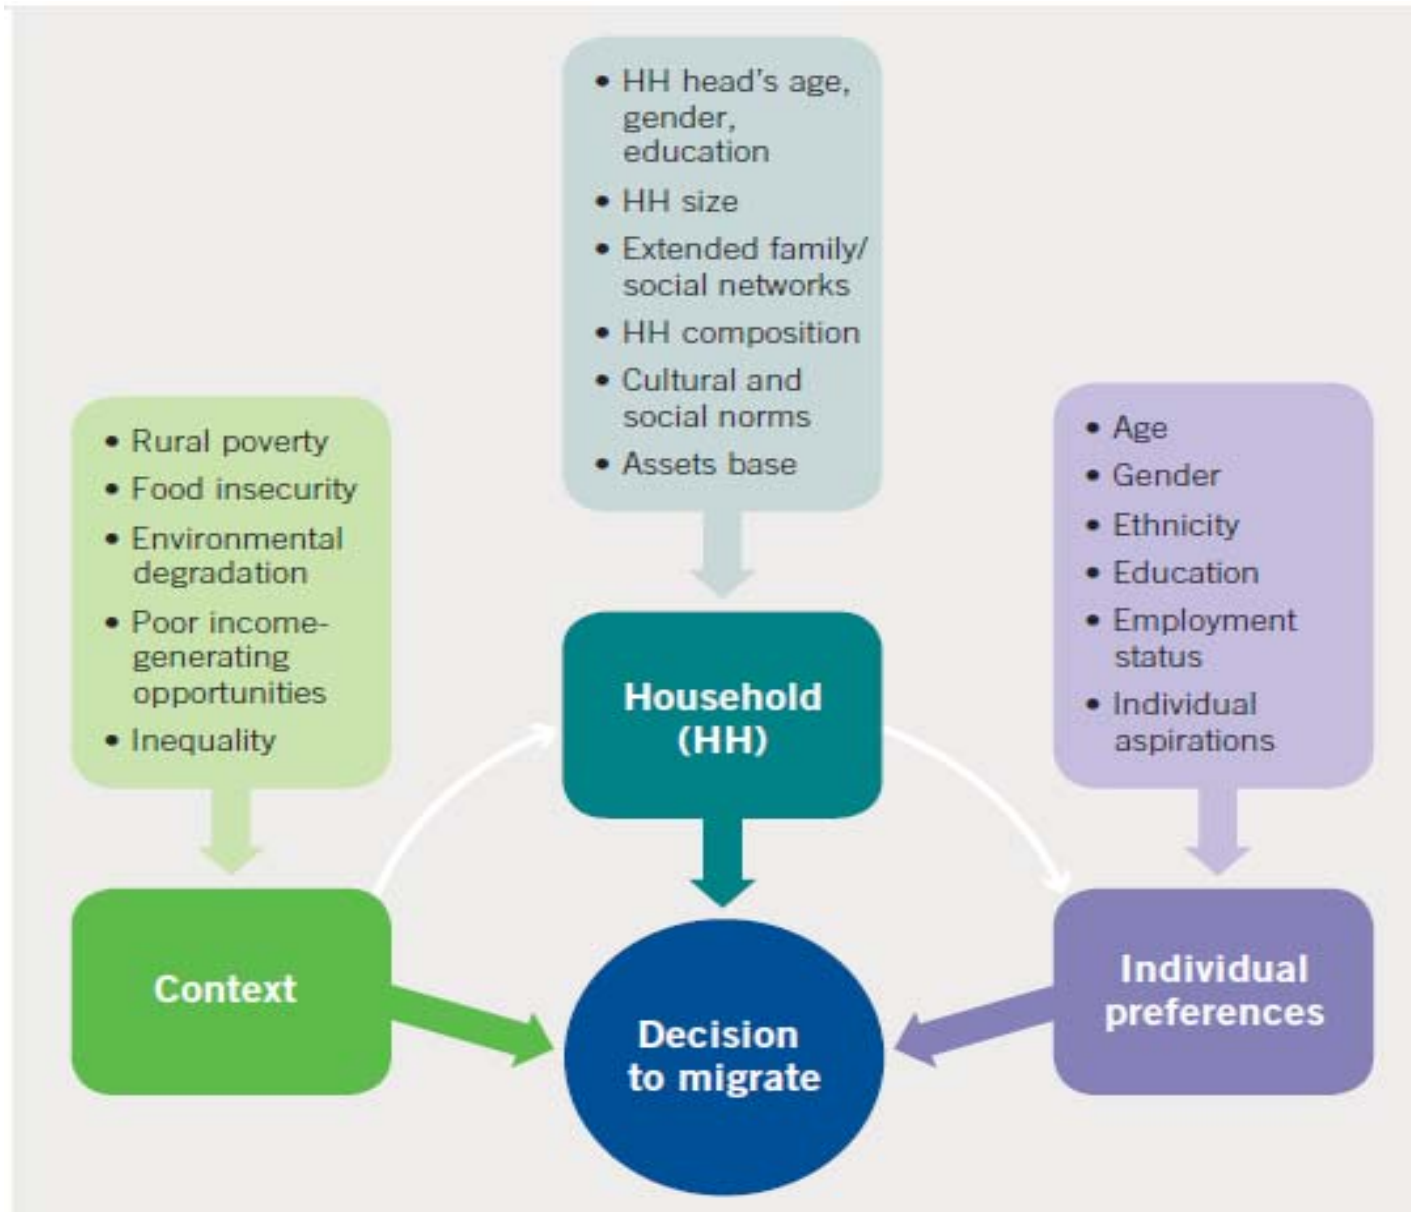 • HH head's age,
gender,
education
• HH size
• Extended family/
social networks
• HH composition
• Cultural and
social norms
• Assets base
• Rural poverty
• Food insecurity
• Environmental
degradation
• Poor income-
generating
opportunities
• Inequality
• Age
• Gender
• Ethnicity
• Education
• Employment
status
• Individual
aspirations
Household
(HH)
Context
Individual
preferences
Decision
to migrate